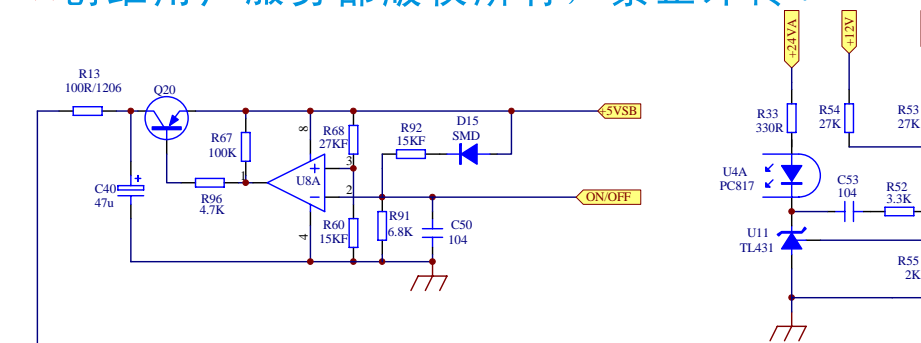 +24VA
+12V
R13
100R/1206
Q20
+5VSB
R33
330R
R54
27K
R53
27K
D15
SMD
R92
15KF
R68
27KF
R67
100K
8
3
1
U8A
2
C40
47u
R96
4.7K
ON/OFF
R91
6.8K
R60
15KF
C50
104
4
U4A
PC817
C53
104
R52
3.3K
U11
TL431
R55
2K